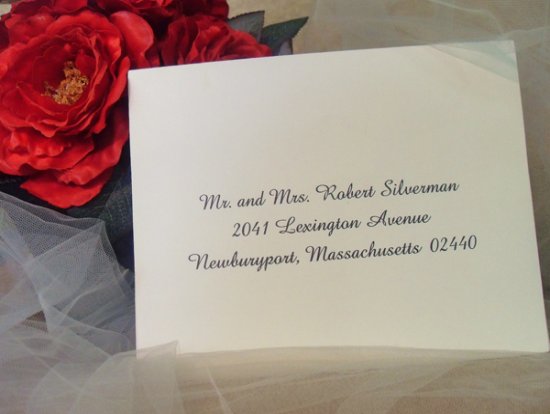 Mr. and Mrs. Robert Silverman
2041 Lexington Avenue
Newburyport, Massachusetts 02440